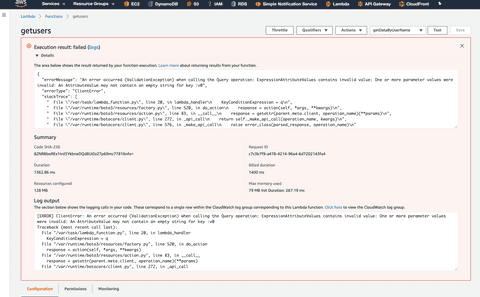 aws Services Resource Groups EC2 DynamoDB S3 IAM RDS Simple Notification Service Lambda API Gateway CloudFront
Lambda > Functions > getusers
getusers
Throttle Qualifiers Actions getDataByUserName Test Save
Execution result: failed (logs)
Details
The area below shows the result returned by your function execution. Learn more about returning results from your function.
{
"errorMessage": "An error occurred (ValidationException) when calling the Query operation: ExpressionAttributeValues contains invalid value: One or more parameter values were
invalid: An AttributeValue may not contain an empty string for key :v0",
"errorType": "ClientError",
"stackTrace": [
" File \"/var/task/lambda_function.py\", line 20, in lambda_handler\n KeyConditionExpression = q\n",
" File \"/var/runtime/boto3/resources/factory.py\", line 520, in do_action\n response = action(self, *args, **kwargs)\n",
" File \"/var/runtime/boto3/resources/action.py\", line 83, in __call__\n response = getattr(parent.meta.client, operation_name)(**params)\n",
" File \"/var/runtime/botocore/client.py\", line 272, in _api_call\n return self._make_api_call(operation_name, kwargs)\n",
" File \"/var/runtime/botocore/client.py\", line 576, in _make_api_call\n raise error_class(parsed_response, operation_name)\n"
Summary
Code SHA-256
Request ID
Duration
1362.86 ms
Billed duration
1400 ms
Resources configured
128 MB
Max memory used
79 MB Init Duration: 267.19 ms
Log output
The section below shows the logging calls in your code. These correspond to a single row within the CloudWatch log group corresponding to this Lambda function. Click here to view the CloudWatch log group.
[ERROR] ClientError: An error occurred (ValidationException) when calling the Query operation: ExpressionAttributeValues contains invalid value: One or more parameter values
were invalid: An AttributeValue may not contain an empty string for key :v0
Traceback (most recent call last):
File "/var/task/lambda_function.py", line 20, in lambda_handler
KeyConditionExpression = q
File "/var/runtime/boto3/resources/factory.py", line 520, in do_action
response = action(self, *args, **kwargs)
File "/var/runtime/boto3/resources/action.py", line 83, in __call__
response = getattr(parent.meta.client, operation_name)(**params)
File "/var/runtime/botocore/client.py", line 272, in _api_call
Configuration Permissions Monitoring